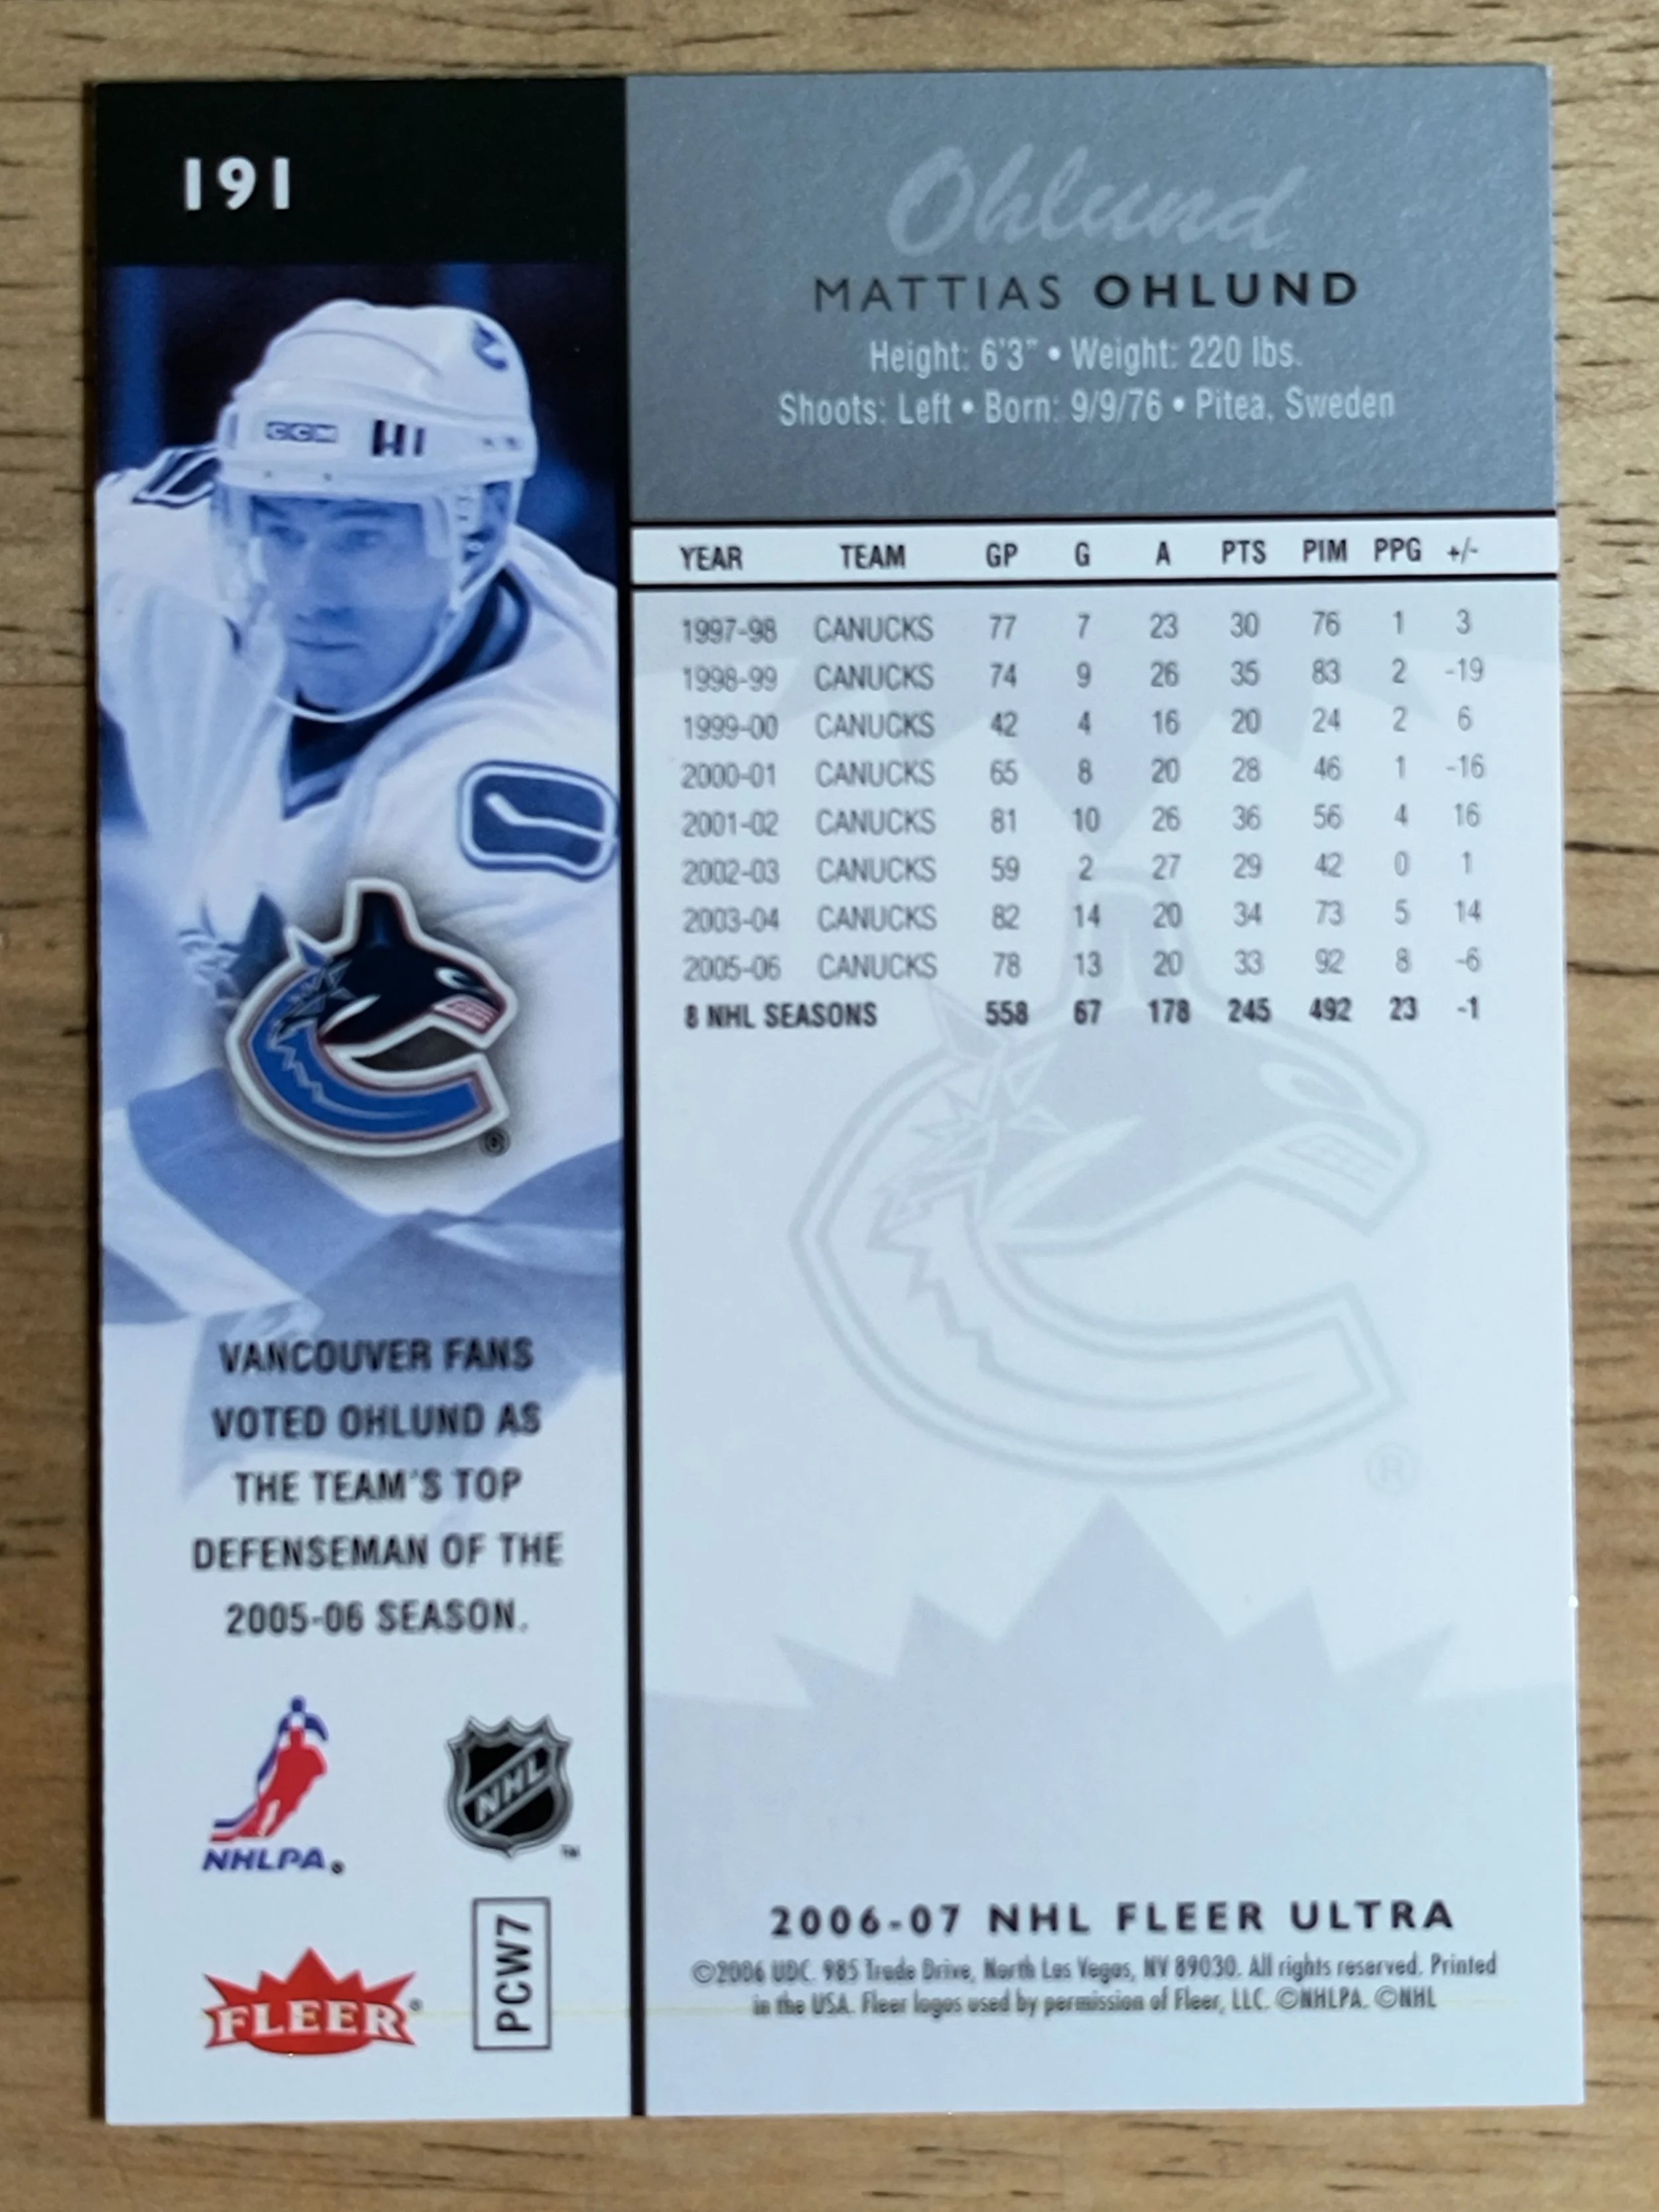 191
Ohlund
MATTIAS OHLUND
Height: 6'3" • Weight: 220 lbs.
Shoots: Left • Born: 9/9/76 • Pitea, Sweden
YEAR TEAM GP G A PTS PIM PPG +/-
1997-98 CANUCKS 77 7 23 30 76 1 3
1998-99 CANUCKS 74 9 26 35 83 2 -19
1999-00 CANUCKS 42 4 16 20 24 2 6
2000-01 CANUCKS 65 8 20 28 46 1 -16
2001-02 CANUCKS 81 10 26 36 56 4 16
2002-03 CANUCKS 59 2 27 29 42 0 1
2003-04 CANUCKS 82 14 20 34 73 5 14
2005-06 CANUCKS 78 13 20 33 92 8 -6
8 NHL SEASONS 558 67 178 245 492 23 -1
CCM
®
®
VANCOUVER FANS
VOTED OHLUND AS
THE TEAM'S TOP
DEFENSEMAN OF THE
2005-06 SEASON.
NHLPA®
NHL™
FLEER®
PCW7
2006-07 NHL FLEER ULTRA
©2006 UDC. 985 Trade Drive, North Las Vegas, NV 89030. All rights reserved. Printed
in the USA. Fleer logos used by permission of Fleer, LLC. ©NHLPA. ©NHL